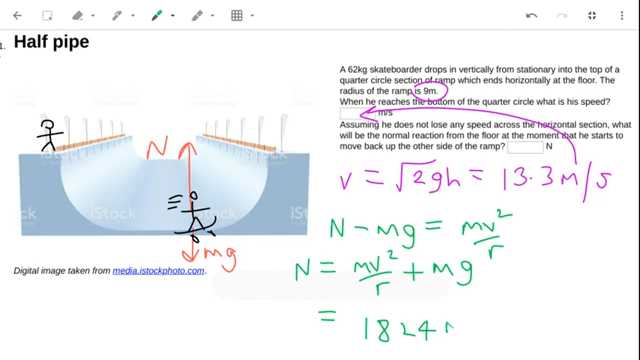 1.
Half pipe
A 62kg skateboarder drops in vertically from stationary into the top of a
quarter circle section of ramp which ends horizontally at the floor. The
radius of the ramp is 9m.
When he reaches the bottom of the quarter circle what is his speed?
m/s
Assuming he does not lose any speed across the horizontal section, what
will be the normal reaction from the floor at the moment that he starts to
move back up the other side of the ramp? N
iStock
iStock
iStock
N
mg
v = √2gh = 13.3 m/s
N - mg = mv²/r
N = mv²/r + mg
= 1824
Digital image taken from media.istockphoto.com.